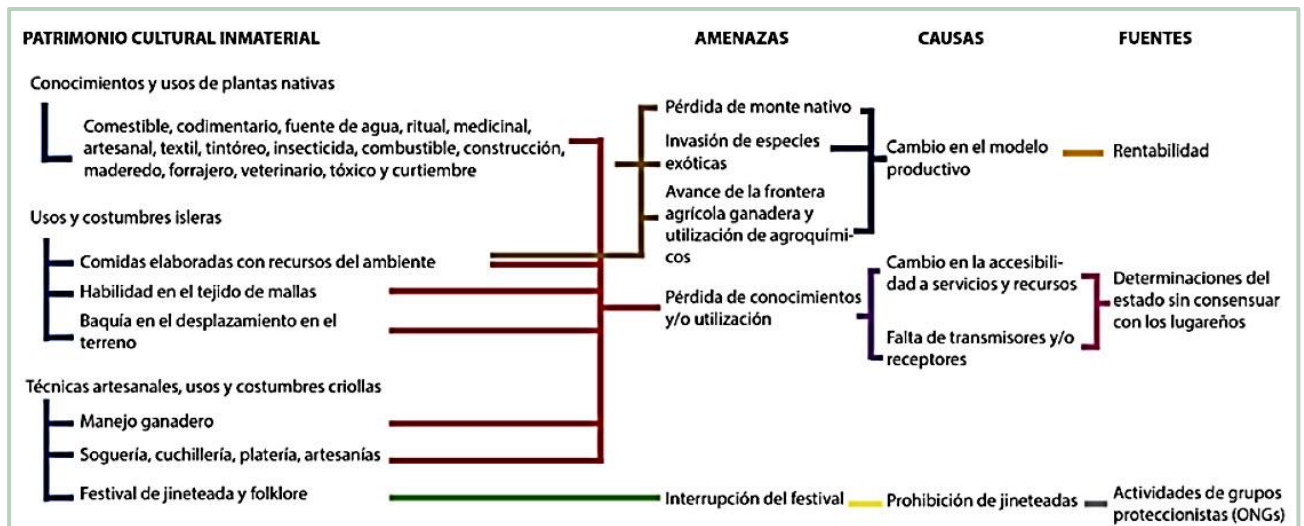 PATRIMONIO CULTURAL INMATERIAL
AMENAZAS
CAUSAS
FUENTES
Conocimientos y usos de plantas nativas
Comestible, codimentario, fuente de agua, ritual, medicinal,
artesanal, textil, tintóreo, insecticida, combustible, construcción,
maderedo, forrajero, veterinario, tóxico y curtiembre
Usos y costumbres isleras
Comidas elaboradas con recursos del ambiente
Habilidad en el tejido de mallas
Baquía en el desplazamiento en el
terreno
Técnicas artesanales, usos y costumbres criollas
Manejo ganadero
Soguería, cuchillería, platería, artesanías
Festival de jineteada y folklore
Pérdida de monte nativo
Invasión de especies
exóticas
Avance de la frontera
agrícola ganadera y
utilización de agroquími-
cos
Pérdida de conocimientos
y/o utilización
Interrupción del festival
Cambio en el modelo
productivo
Cambio en la accesibili-
dad a servicios y recursos
Falta de transmisores y/o
receptores
Prohibición de jineteadas
Rentabilidad
Determinaciones del
estado sin consensuar
con los lugareños
Actividades de grupos
proteccionistas (ONGs)